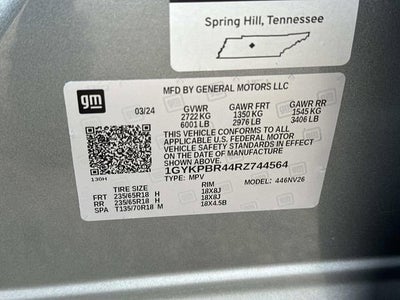 Spring Hill, Tennessee
gm
MFD BY GENERAL MOTORS LLC
03/24 GVWR GAWR FRT GAWR RR
2722 KG 1350 KG 1545 KG
6001 LB 2976 LB 3406 LB
THIS VEHICLE CONFORMS TO ALL
APPLICABLE U.S. FEDERAL MOTOR
VEHICLE SAFETY STANDARDS IN EFFECT
ON THE DATE OF MANUFACTURE
SHOWN ABOVE.
1GYKPBR44RZ744564
130H TYPE: MPV MODEL: 446NV26
TIRE SIZE RIM
FRT 235/65R18 H 18X8J
RR 235/65R18 H 18X8J
SPA T135/70R18 M 18X4.5B